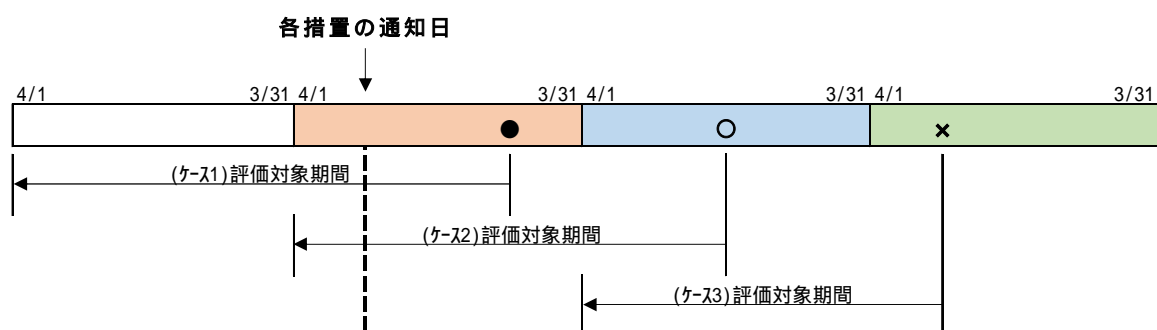 各措置の通知日
4/1 3/31 4/1 3/31 4/1 3/31 4/1 3/31
● ○ ×
(ｹｰｽ1)評価対象期間
(ｹｰｽ2)評価対象期間
(ｹｰｽ3)評価対象期間